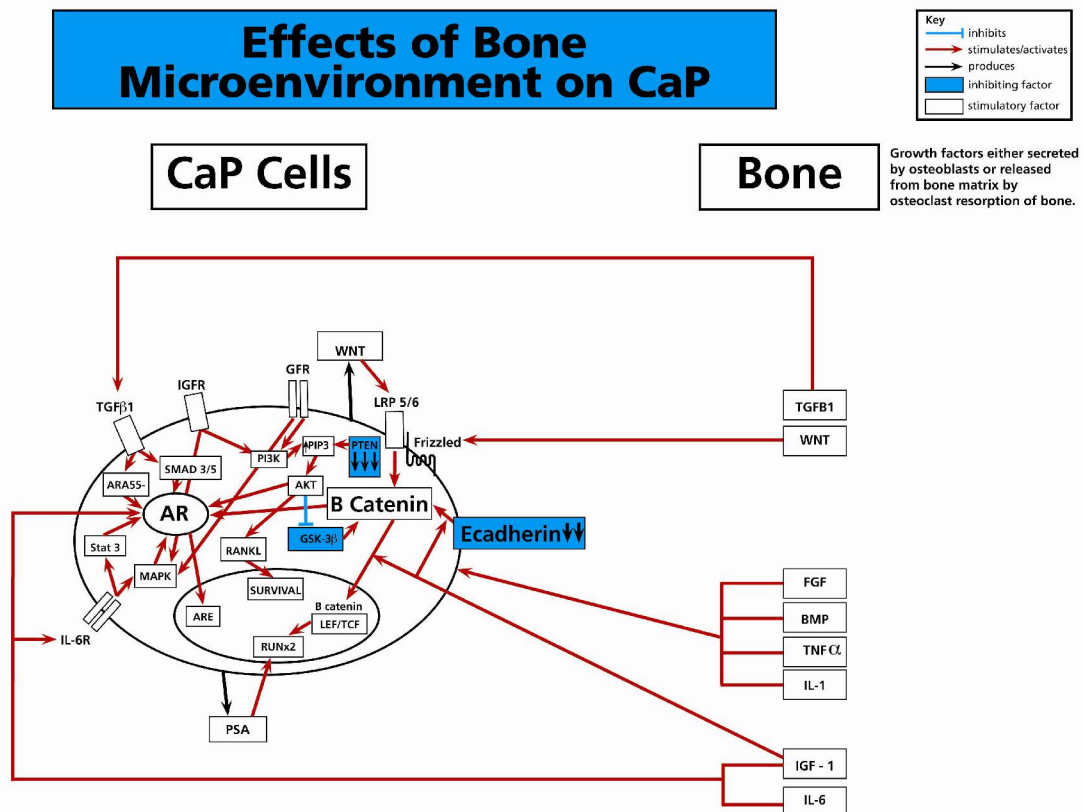 Effects of Bone
Microenvironment on CaP
Key
inhibits
stimulates/activates
produces
inhibiting factor
stimulatory factor
CaP Cells
Bone
Growth factors either secreted
by osteoblasts or released
from bone matrix by
osteoclast resorption of bone.
WNT
GFR
IGFR
LRP 5/6
TGFβ1
TGFB1
WNT
Frizzled
PIP3
PTEN
PI3K
SMAD 3/5
ARA55-
AKT
B Catenin
AR
GSK-3β
Ecadherin
Stat 3
RANKL
MAPK
SURVIVAL
FGF
B catenin
ARE
LEF/TCF
BMP
IL-6R
RUNx2
TNFα
IL-1
PSA
IGF - 1
IL-6